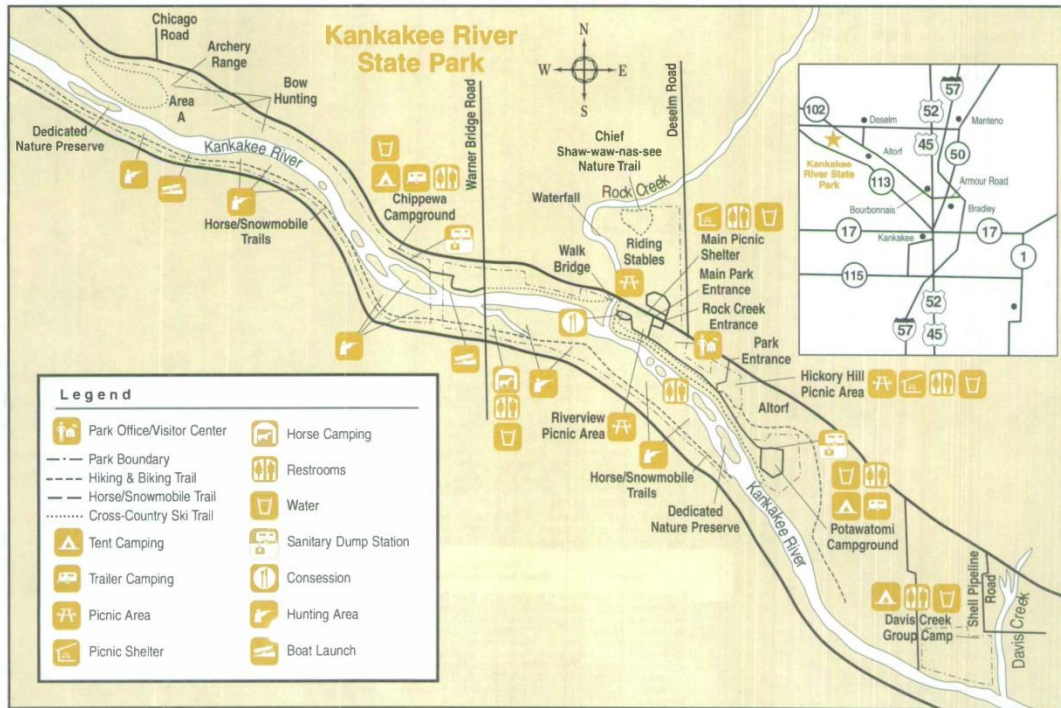 Kankakee River
State Park
N
W
E
S
Chicago
Road
Archery
Range
Bow
Hunting
Area
A
Dedicated
Nature Preserve
Kankakee River
Horse/Snowmobile
Trails
Chippewa
Campground
Warner Bridge Road
Deselm Road
Chief
Shaw-waw-nas-see
Nature Trail
Rock Creek
Waterfall
Walk
Bridge
Riding
Stables
Main Picnic
Shelter
Main Park
Entrance
Rock Creek
Entrance
Park
Entrance
Hickory Hill
Picnic Area
Altorf
Riverview
Picnic Area
Horse/Snowmobile
Trails
Dedicated
Nature Preserve
Kankakee River
Potawatomi
Campground
Shell Pipeline
Road
Davis Creek
Group Camp
Davis Creek
57
102
52
Deselm
Manteno
45
50
Altorf
Kankakee
River State
Park
113
Armour Road
Bourbonnais
Bradley
17
17
Kankakee
1
115
52
57
45
Legend
Park Office/Visitor Center
Park Boundary
Hiking & Biking Trail
Horse/Snowmobile Trail
Cross-Country Ski Trail
Tent Camping
Trailer Camping
Picnic Area
Picnic Shelter
Horse Camping
Restrooms
Water
Sanitary Dump Station
Consession
Hunting Area
Boat Launch